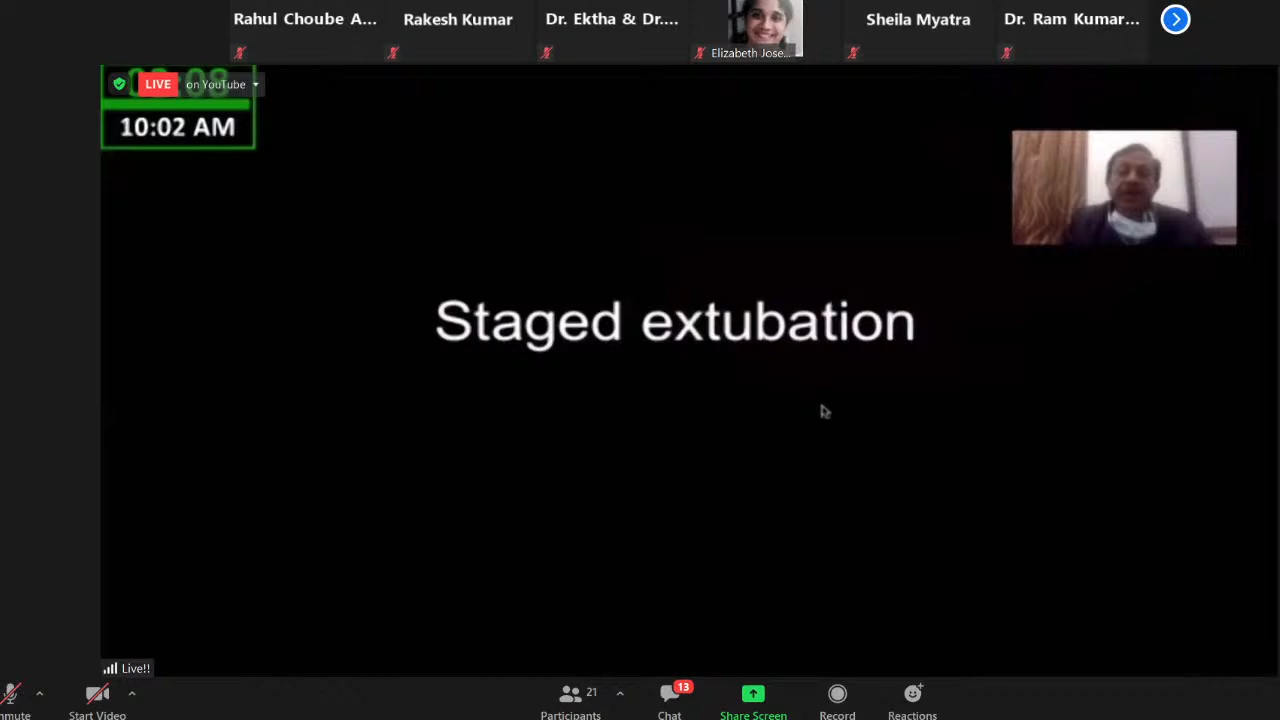 Rahul Choube A...
Rakesh Kumar
Dr. Ektha & Dr....
Elizabeth Jose...
Sheila Myatra
Dr. Ram Kumar...
LIVE on YouTube
10:02 AM
Staged extubation
Live!!
nmute
Start Video
21
Participants
13
Chat
Share Screen
Record
Reactions